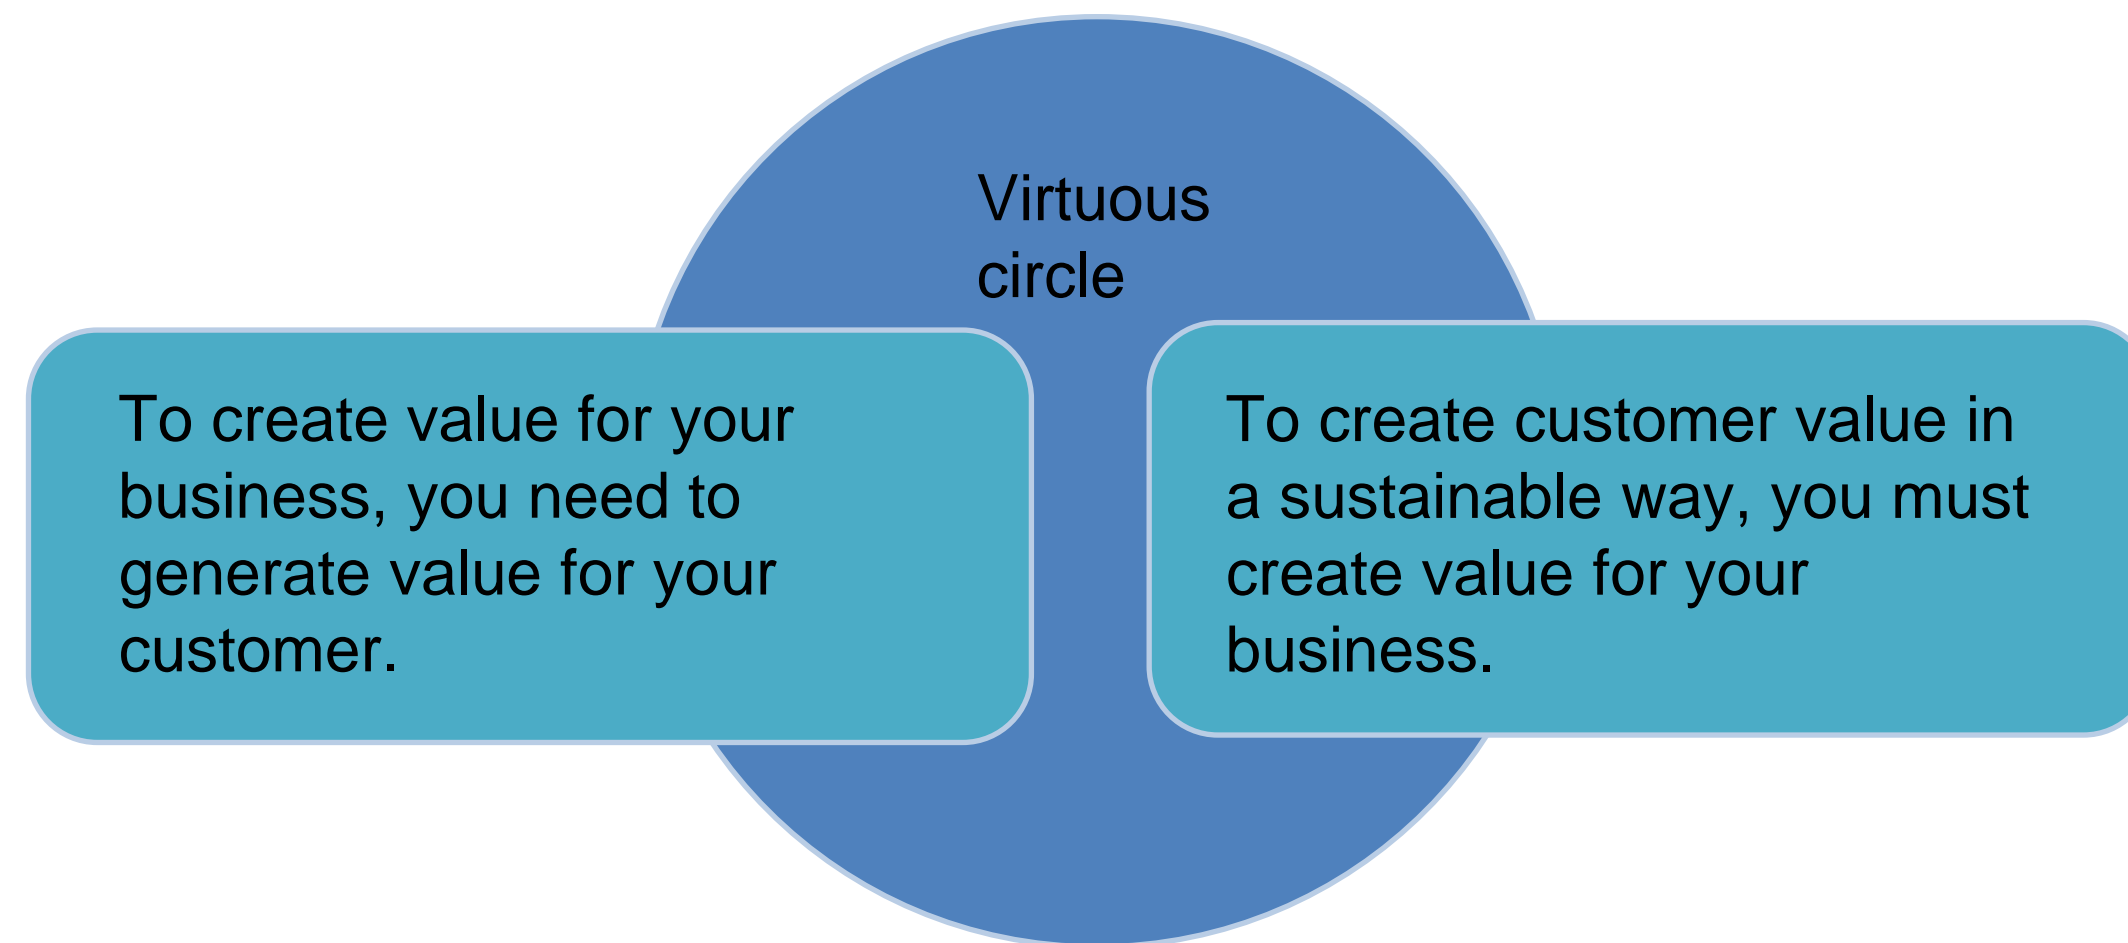 Virtuous
circle
To create value for your
business, you need to
generate value for your
customer.
To create customer value in
a sustainable way, you must
create value for your
business.